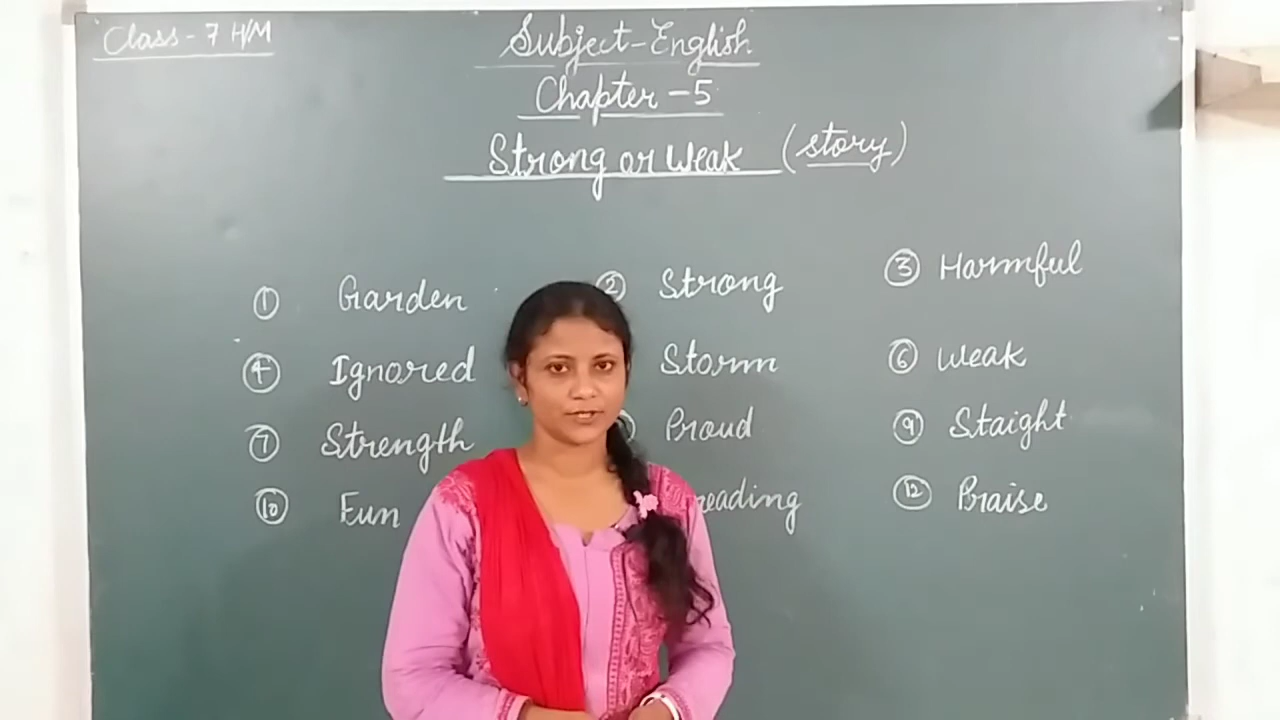 Class - 7 H/M
Subject - English
Chapter - 5
Strong or Weak (story)
① Garden ② Strong ③ Harmful
④ Ignored Storm ⑥ Weak
⑦ Strength Proud ⑨ Staight
⑩ Fun reading ⑫ Praise